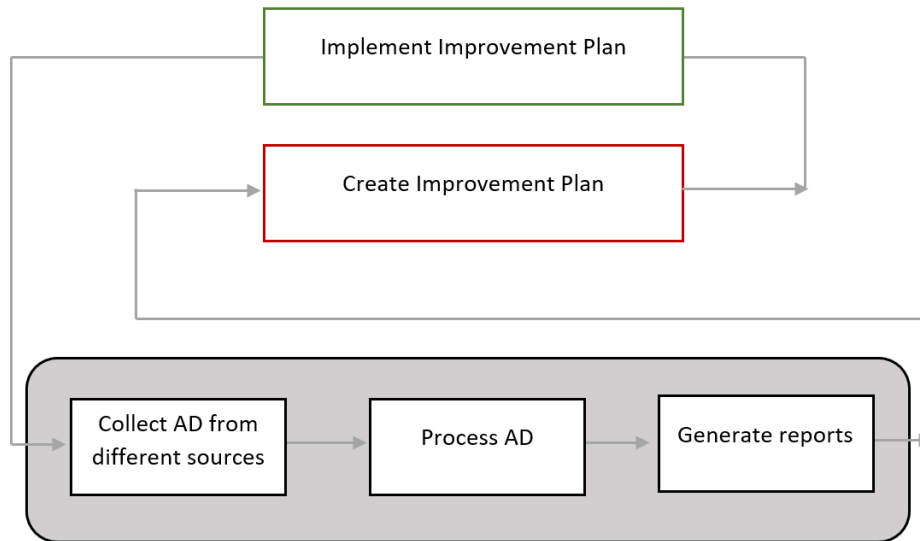 Implement Improvement Plan
Create Improvement Plan
Collect AD from
different sources
Process AD
Generate reports